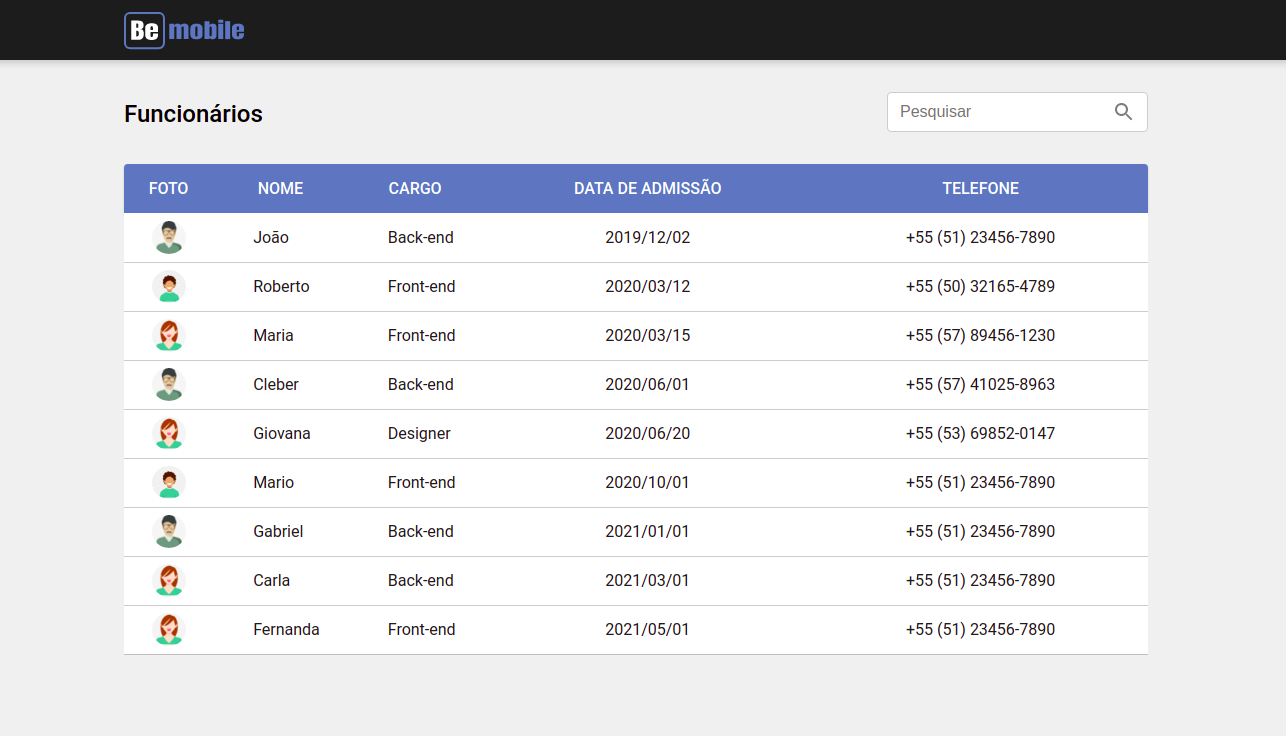 Be mobile
Funcionários
Pesquisar
FOTO NOME CARGO DATA DE ADMISSÃO TELEFONE
João Back-end 2019/12/02 +55 (51) 23456-7890
Roberto Front-end 2020/03/12 +55 (50) 32165-4789
Maria Front-end 2020/03/15 +55 (57) 89456-1230
Cleber Back-end 2020/06/01 +55 (57) 41025-8963
Giovana Designer 2020/06/20 +55 (53) 69852-0147
Mario Front-end 2020/10/01 +55 (51) 23456-7890
Gabriel Back-end 2021/01/01 +55 (51) 23456-7890
Carla Back-end 2021/03/01 +55 (51) 23456-7890
Fernanda Front-end 2021/05/01 +55 (51) 23456-7890